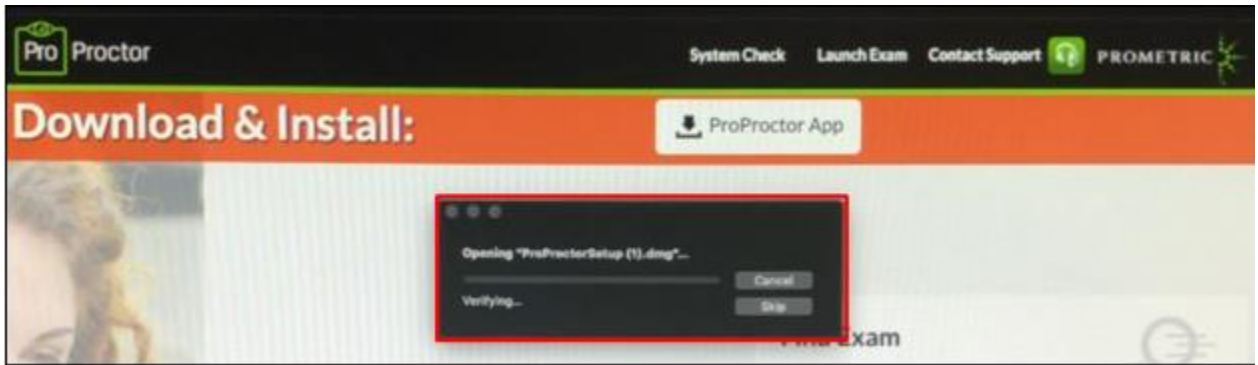 Pro Proctor
System Check Launch Exam Contact Support PROMETRIC
Download & Install:
ProProctor App
Opening "ProProctorSetup (1).dmg"...
Cancel
Verifying...
Skip
Exam